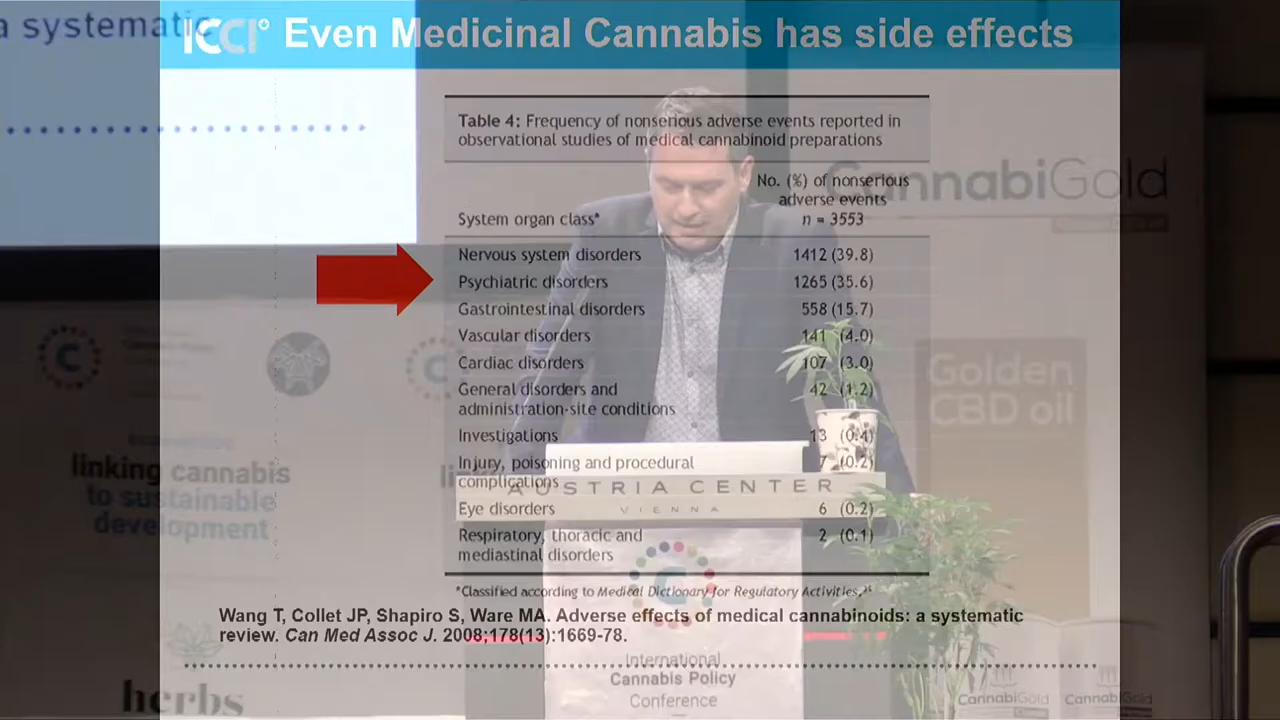 a systematic
ICCI° Even Medicinal Cannabis has side effects
Table 4: Frequency of nonserious adverse events reported in
observational studies of medical cannabinoid preparations
No. (%) of nonserious
adverse events
System organ class* n = 3553
Nervous system disorders 1412 (39.8)
Psychiatric disorders 1265 (35.6)
Gastrointestinal disorders 558 (15.7)
Vascular disorders 141 (4.0)
Cardiac disorders 107 (3.0)
General disorders and 42 (1.2)
administration-site conditions
Investigations 13 (0.4)
Injury, poisoning and procedural 7 (0.2)
complications
Eye disorders 6 (0.2)
Respiratory, thoracic and 2 (0.1)
mediastinal disorders
*Classified according to Medical Dictionary for Regulatory Activities.
Wang T, Collet JP, Shapiro S, Ware MA. Adverse effects of medical cannabinoids: a systematic
review. Can Med Assoc J. 2008;178(13):1669-78.
CannabiGold
Golden
CBD oil
linking cannabis
to sustainable
development
AUSTRIA CENTER
VIENNA
C
C
International
Cannabis Policy
Conference
herbs
CannabiGold
CannabiGold